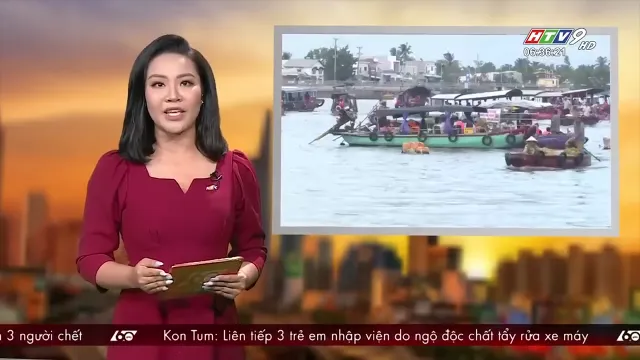 HTV9 HD
06:36:21
n 3 người chết
60
Kon Tum: Liên tiếp 3 trẻ em nhập viện do ngộ độc chất tẩy rửa xe máy
60